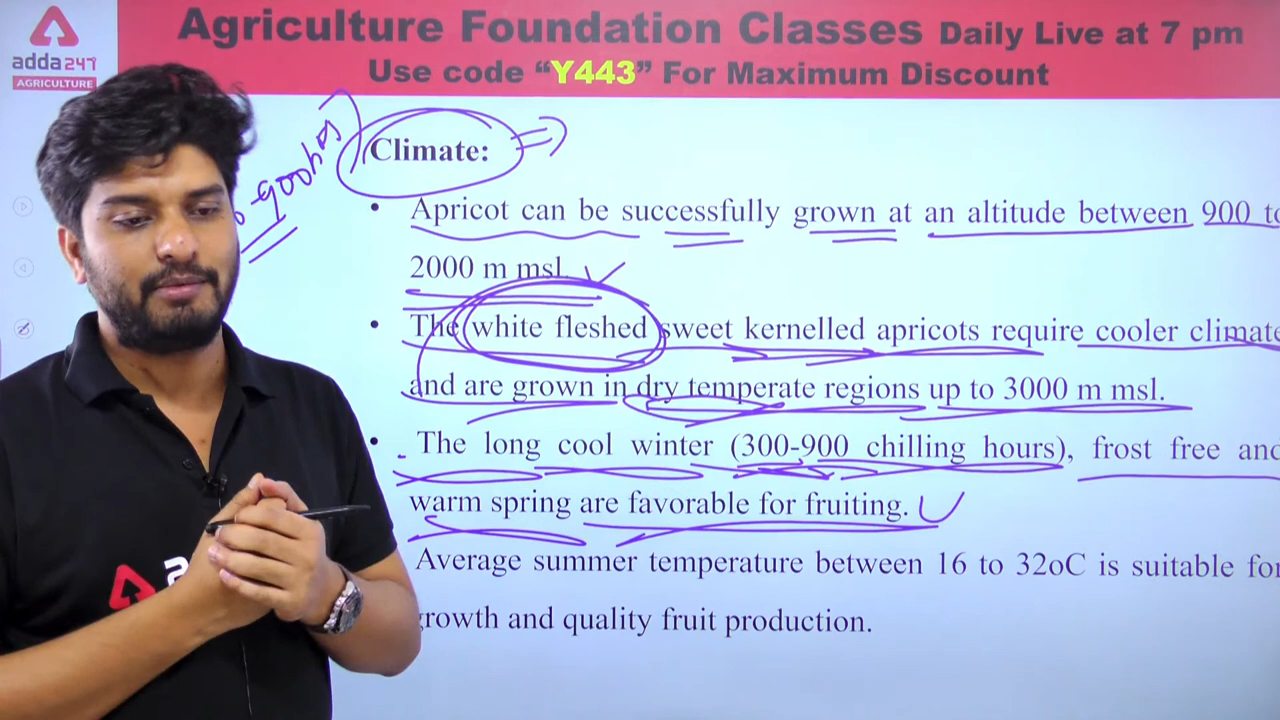 Agriculture Foundation Classes Daily Live at 7 pm
adda247
AGRICULTURE
Use code “Y443” For Maximum Discount
-900hrs)
Climate:
• Apricot can be successfully grown at an altitude between 900 to
2000 m msl.
• The white fleshed sweet kernelled apricots require cooler climate
and are grown in dry temperate regions up to 3000 m msl.
• The long cool winter (300-900 chilling hours), frost free and
warm spring are favorable for fruiting.
Average summer temperature between 16 to 32oC is suitable for
growth and quality fruit production.